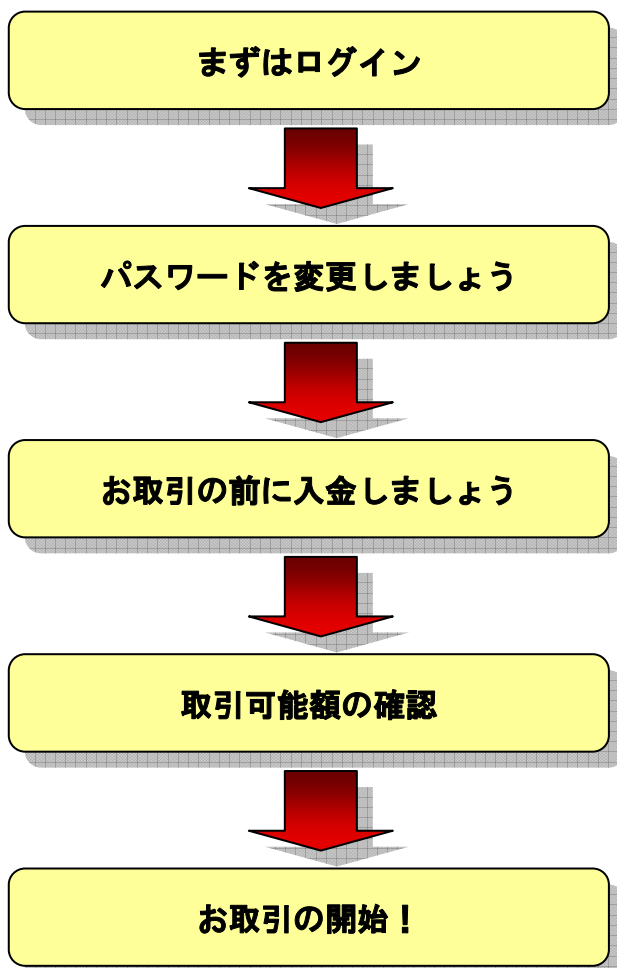 まずはログイン
パスワードを変更しましょう
お取引の前に入金しましょう
取引可能額の確認
お取引の開始！